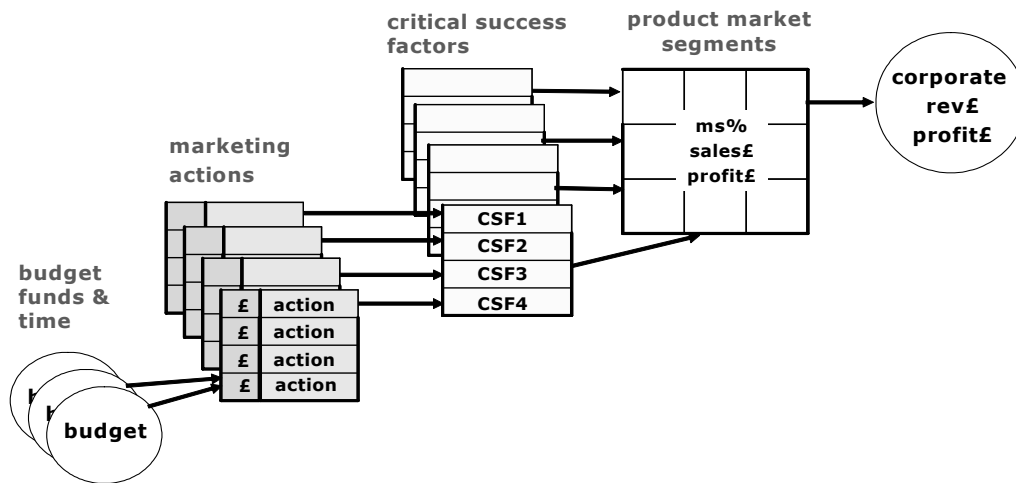 critical success
factors
product market
segments
corporate
rev£
profit£
ms%
sales£
profit£
marketing
actions
CSF1
CSF2
CSF3
CSF4
budget
funds &
time
£ action
£ action
£ action
£ action
budget